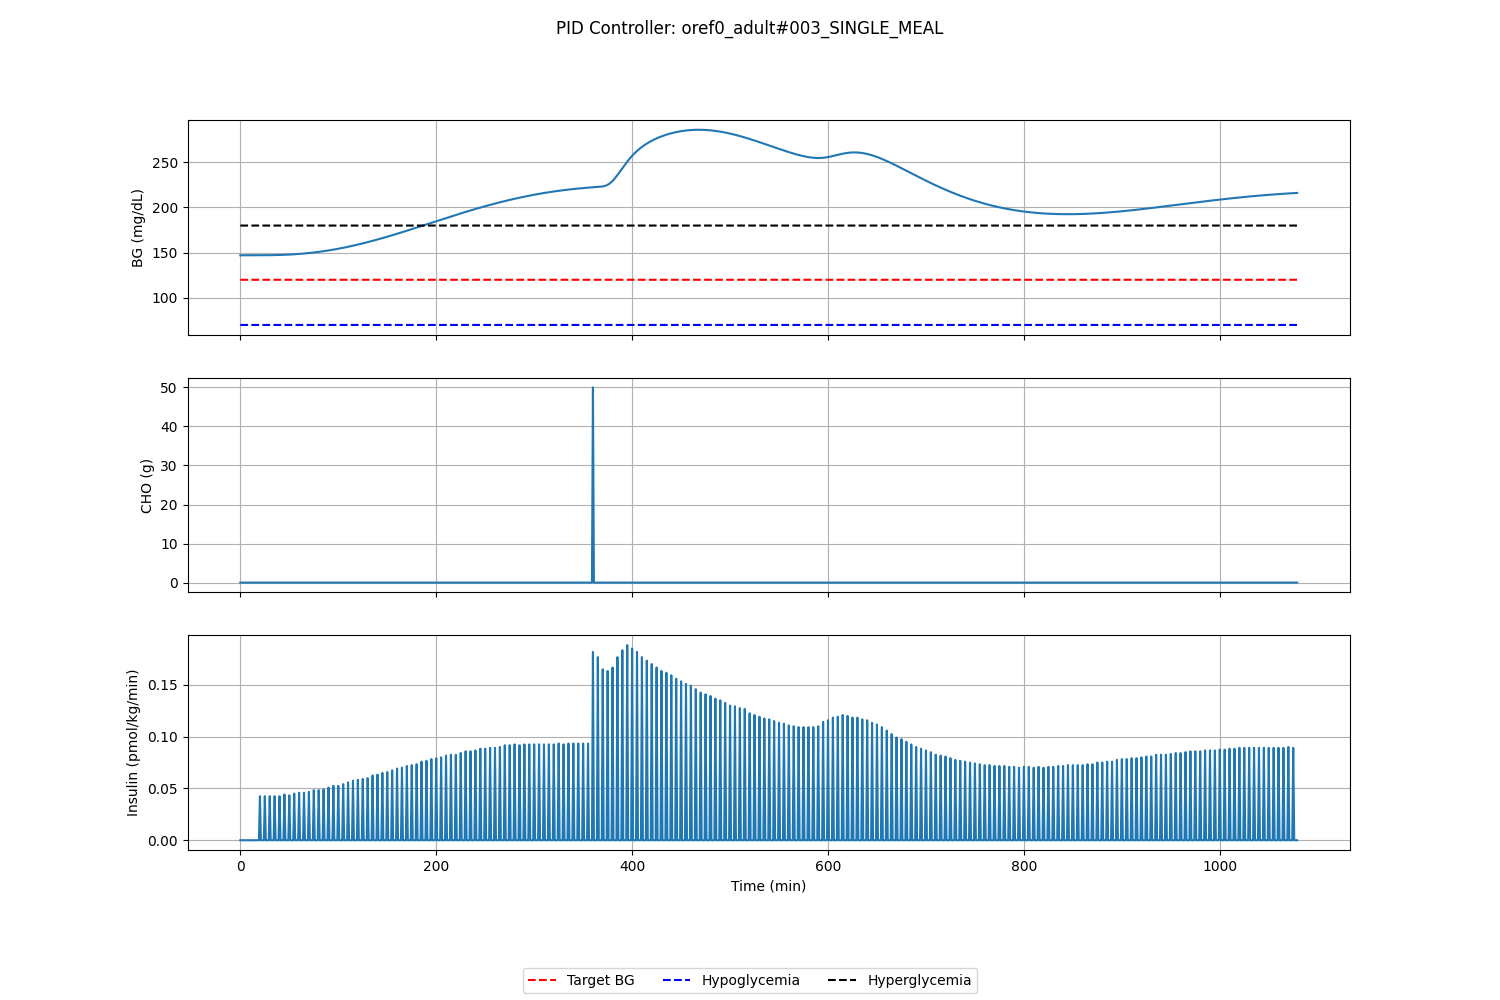 PID Controller: oref0_adult#003_SINGLE_MEAL
BG (mg/dL)
250
200
150
100
CHO (g)
50
40
30
20
10
0
Insulin (pmol/kg/min)
0.15
0.10
0.05
0.00
0 200 400 600 800 1000
Time (min)
Target BG Hypoglycemia Hyperglycemia